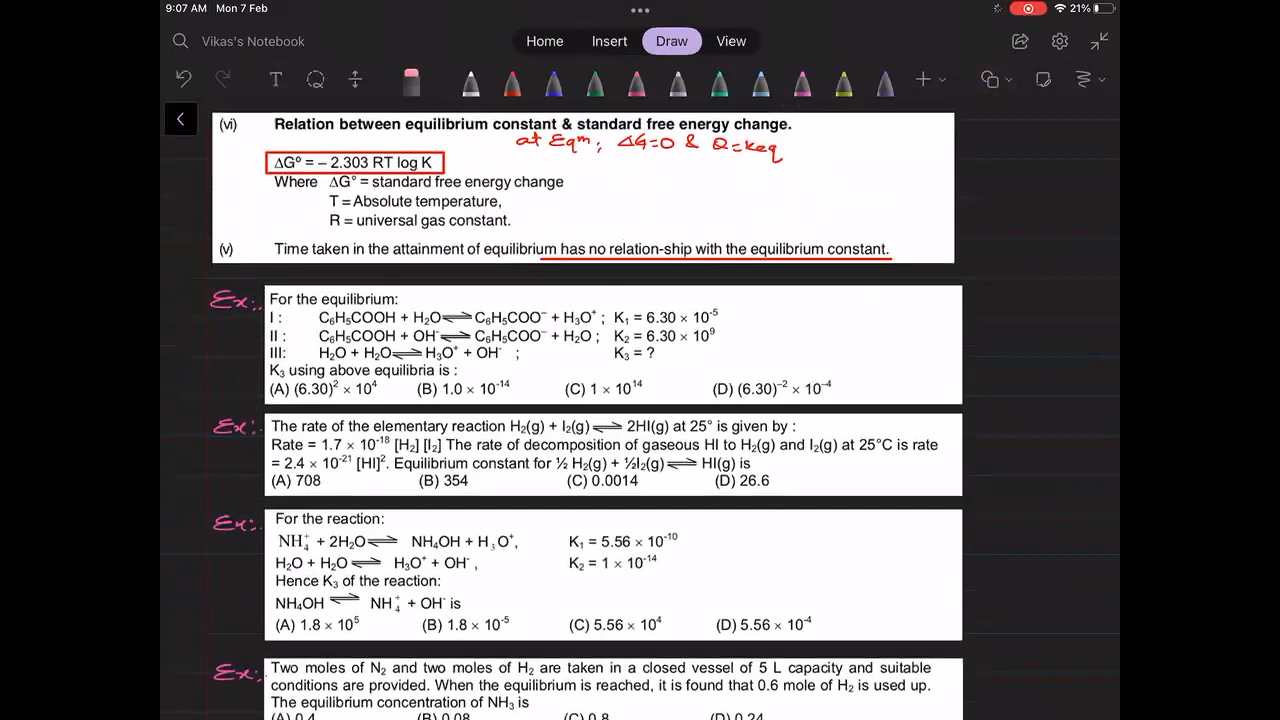 9:07 AM Mon 7 Feb
21%
Vikas's Notebook
Home Insert Draw View
(vi) Relation between equilibrium constant & standard free energy change.
at Eqm; ΔG=0 & Q=Keq
ΔG° = – 2.303 RT log K
Where ΔG° = standard free energy change
T = Absolute temperature,
R = universal gas constant.
(v) Time taken in the attainment of equilibrium has no relation-ship with the equilibrium constant.
Ex:. For the equilibrium:
I : C₆H₅COOH + H₂O ⇌ C₆H₅COO⁻ + H₃O⁺ ; K₁ = 6.30 × 10⁻⁵
II : C₆H₅COOH + OH⁻ ⇌ C₆H₅COO⁻ + H₂O ; K₂ = 6.30 × 10⁹
III: H₂O + H₂O ⇌ H₃O⁺ + OH⁻ ; K₃ = ?
K₃ using above equilibria is :
(A) (6.30)² × 10⁴ (B) 1.0 × 10⁻¹⁴ (C) 1 × 10¹⁴ (D) (6.30)⁻² × 10⁻⁴
Ex:. The rate of the elementary reaction H₂(g) + I₂(g) ⇌ 2HI(g) at 25° is given by :
Rate = 1.7 × 10⁻¹⁸ [H₂] [I₂] The rate of decomposition of gaseous HI to H₂(g) and I₂(g) at 25°C is rate
= 2.4 × 10⁻²¹ [HI]². Equilibrium constant for ½ H₂(g) + ½I₂(g) ⇌ HI(g) is
(A) 708 (B) 354 (C) 0.0014 (D) 26.6
Ex:. For the reaction:
NH₄⁺ + 2H₂O ⇌ NH₄OH + H₃O⁺, K₁ = 5.56 × 10⁻¹⁰
H₂O + H₂O ⇌ H₃O⁺ + OH⁻ , K₂ = 1 × 10⁻¹⁴
Hence K₃ of the reaction:
NH₄OH ⇌ NH₄⁺ + OH⁻ is
(A) 1.8 × 10⁵ (B) 1.8 × 10⁻⁵ (C) 5.56 × 10⁴ (D) 5.56 × 10⁻⁴
Ex:. Two moles of N₂ and two moles of H₂ are taken in a closed vessel of 5 L capacity and suitable
conditions are provided. When the equilibrium is reached, it is found that 0.6 mole of H₂ is used up.
The equilibrium concentration of NH₃ is
(A) 0.4 (B) 0.08 (C) 0.8 (D) 0.24